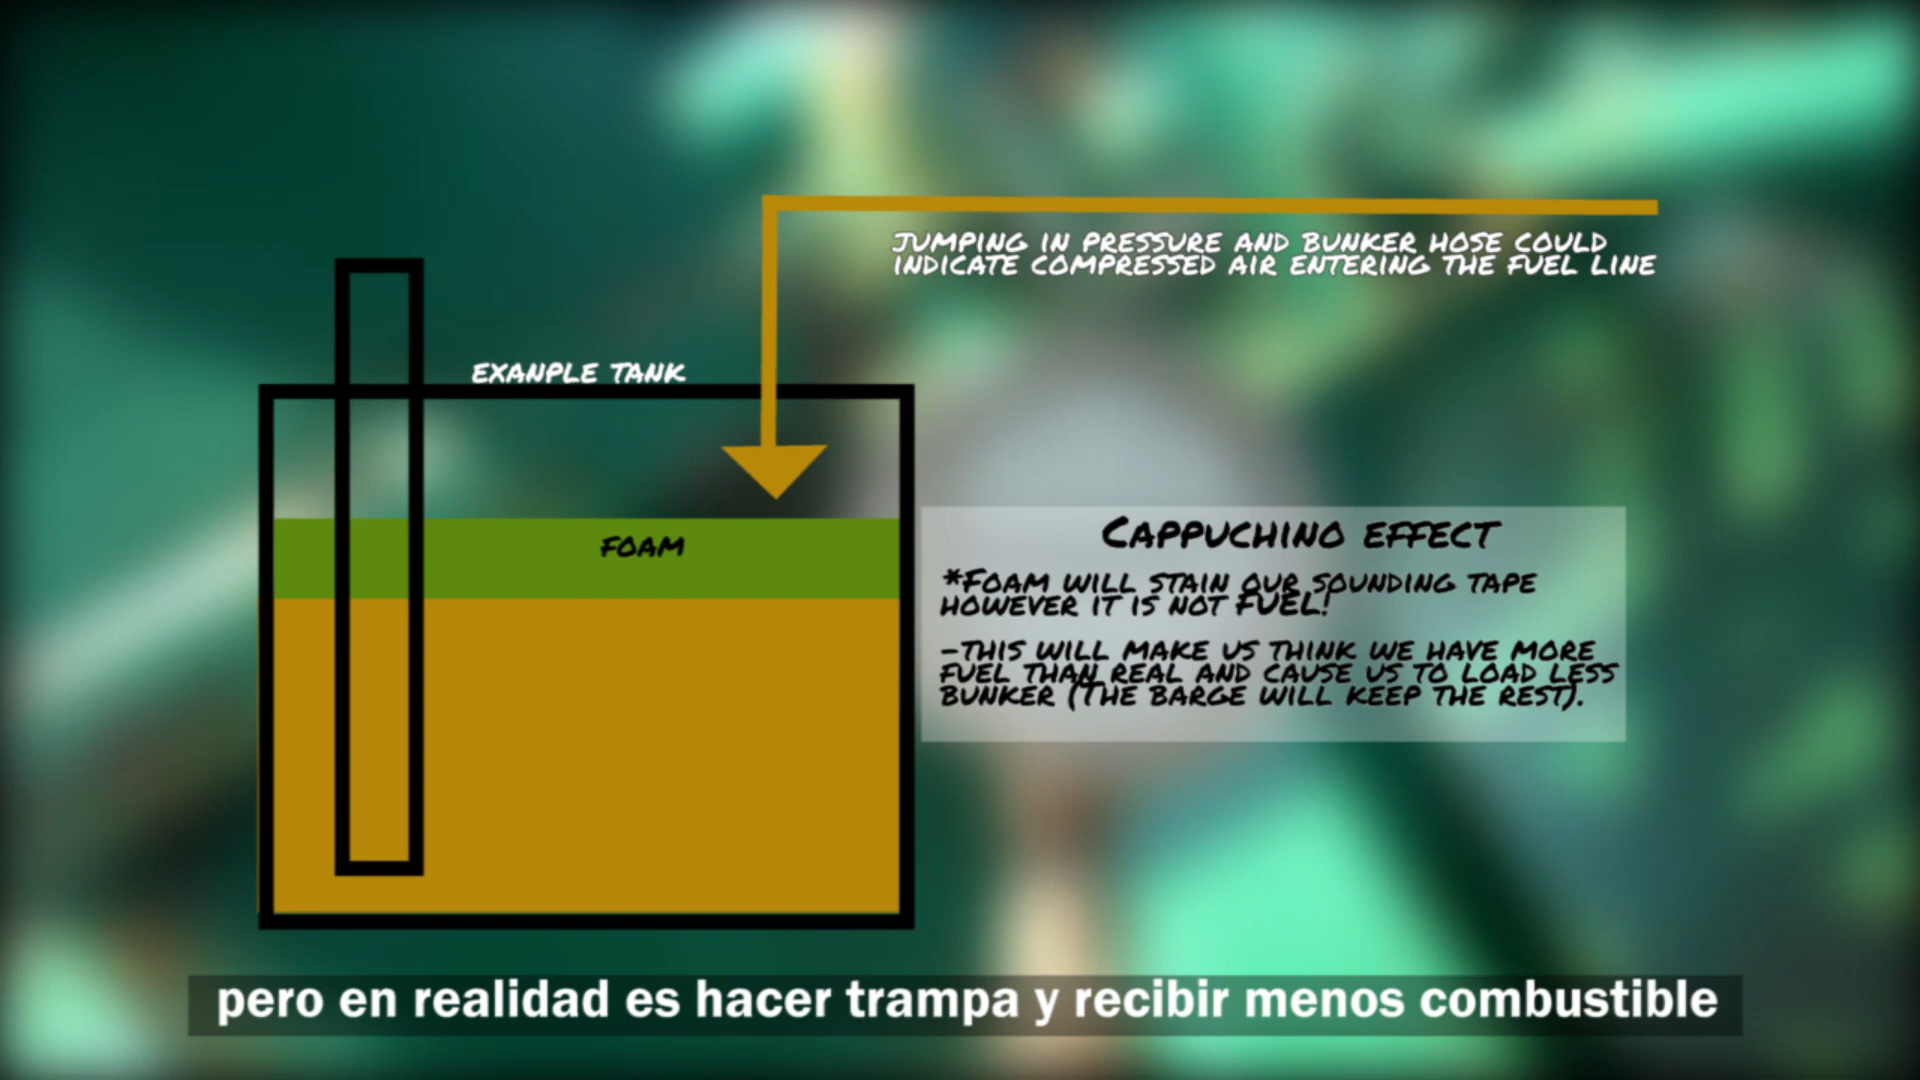 JUMPING IN PRESSURE AND BUNKER HOSE COULD
INDICATE COMPRESSED AIR ENTERING THE FUEL LINE
EXANPLE TANK
FOAM
CAPPUCHINO EFFECT
*FOAM WILL STAIN OUR SOUNDING TAPE
HOWEVER IT IS NOT FUEL!
-THIS WILL MAKE US THINK WE HAVE MORE
FUEL THAN REAL AND CAUSE US TO LOAD LESS
BUNKER (THE BARGE WILL KEEP THE REST).
pero en realidad es hacer trampa y recibir menos combustible